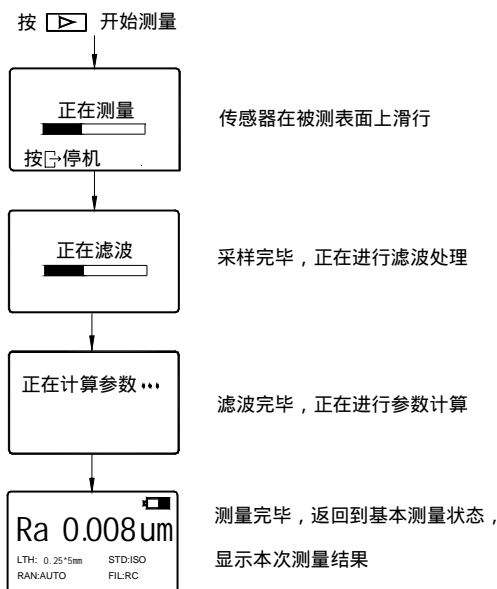 按 开始测量
正在测量
按 停机
传感器在被测表面上滑行
正在滤波
采样完毕，正在进行滤波处理
正在计算参数...
滤波完毕，正在进行参数计算
Ra 0.008um
LTH: 0.25*5mm STD:ISO
RAN:AUTO FIL:RC
测量完毕，返回到基本测量状态，
显示本次测量结果